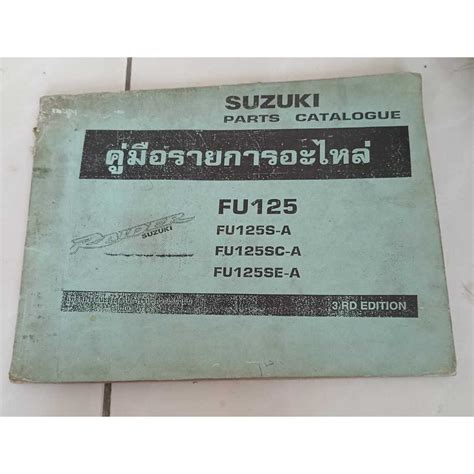 SUZUKI
PARTS CATALOGUE
คู่มือรายการอะไหล่
FU125
RAIDER
SUZUKI
FU125S-A
FU125SC-A
FU125SE-A
3RD EDITION